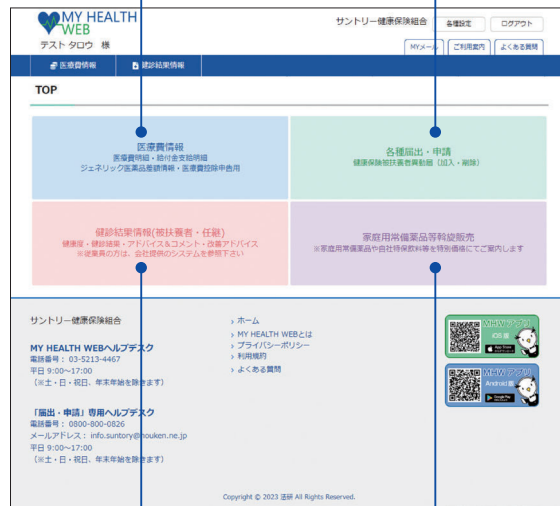 MY HEALTH WEB
サントリー健康保険組合
各種設定
ログアウト
テスト タロウ 様
MYメール
ご利用案内
よくある質問
医療費情報
健診結果情報
TOP
医療費情報
医療費明細・給付金支給明細
ジェネリック医薬品差額情報・医療費控除申告用
各種届出・申請
健康保険被扶養者異動届（加入・削除）
健診結果情報(被扶養者・任継)
健康度・健診結果・アドバイス&コメント・改善アドバイス
※従業員の方は、会社提供のシステムを参照下さい
家庭用常備薬品等斡旋販売
※家庭用常備薬品や自社特保飲料等を特別価格にてご案内します
サントリー健康保険組合
MY HEALTH WEBヘルプデスク
電話番号： 03-5213-4467
平日 9:00～17:00
（※土・日・祝日、年末年始を除きます）
「届出・申請」専用ヘルプデスク
電話番号： 0800-800-0826
メールアドレス： info.suntory@houken.ne.jp
平日 9:00～17:00
（※土・日・祝日、年末年始を除きます）
› ホーム
› MY HEALTH WEBとは
› プライバシーポリシー
› 利用規約
› よくある質問
MHWアプリ
iOS版
App Store
MHWアプリ
Android版
Google Play
Copyright © 2023 法研 All Rights Reserved.